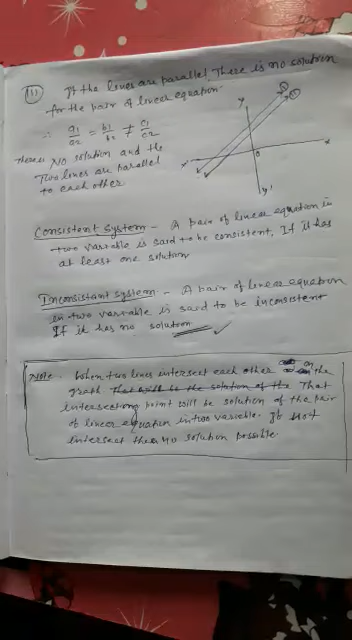 (iii) If the lines are parallel. There is no solution
for the pair of linear equation.
∴ a1/a2 = b1/b2 ≠ c1/c2
There is No solution and the
Two lines are parallel
to each other
y
x' o x
y'
Consistent System - A pair of linear equation in
two variable is said to be consistent, If it has
at least one solution
Inconsistant System - A pair of linear equation
in two variable is said to be inconsistent
If it has no solution
Note - When two lines intersect each other on the
graph. That will be the solution of the That
intersecting point will be solution of the pair
of linear equation in two variable. If not
intersect then no solution possible.